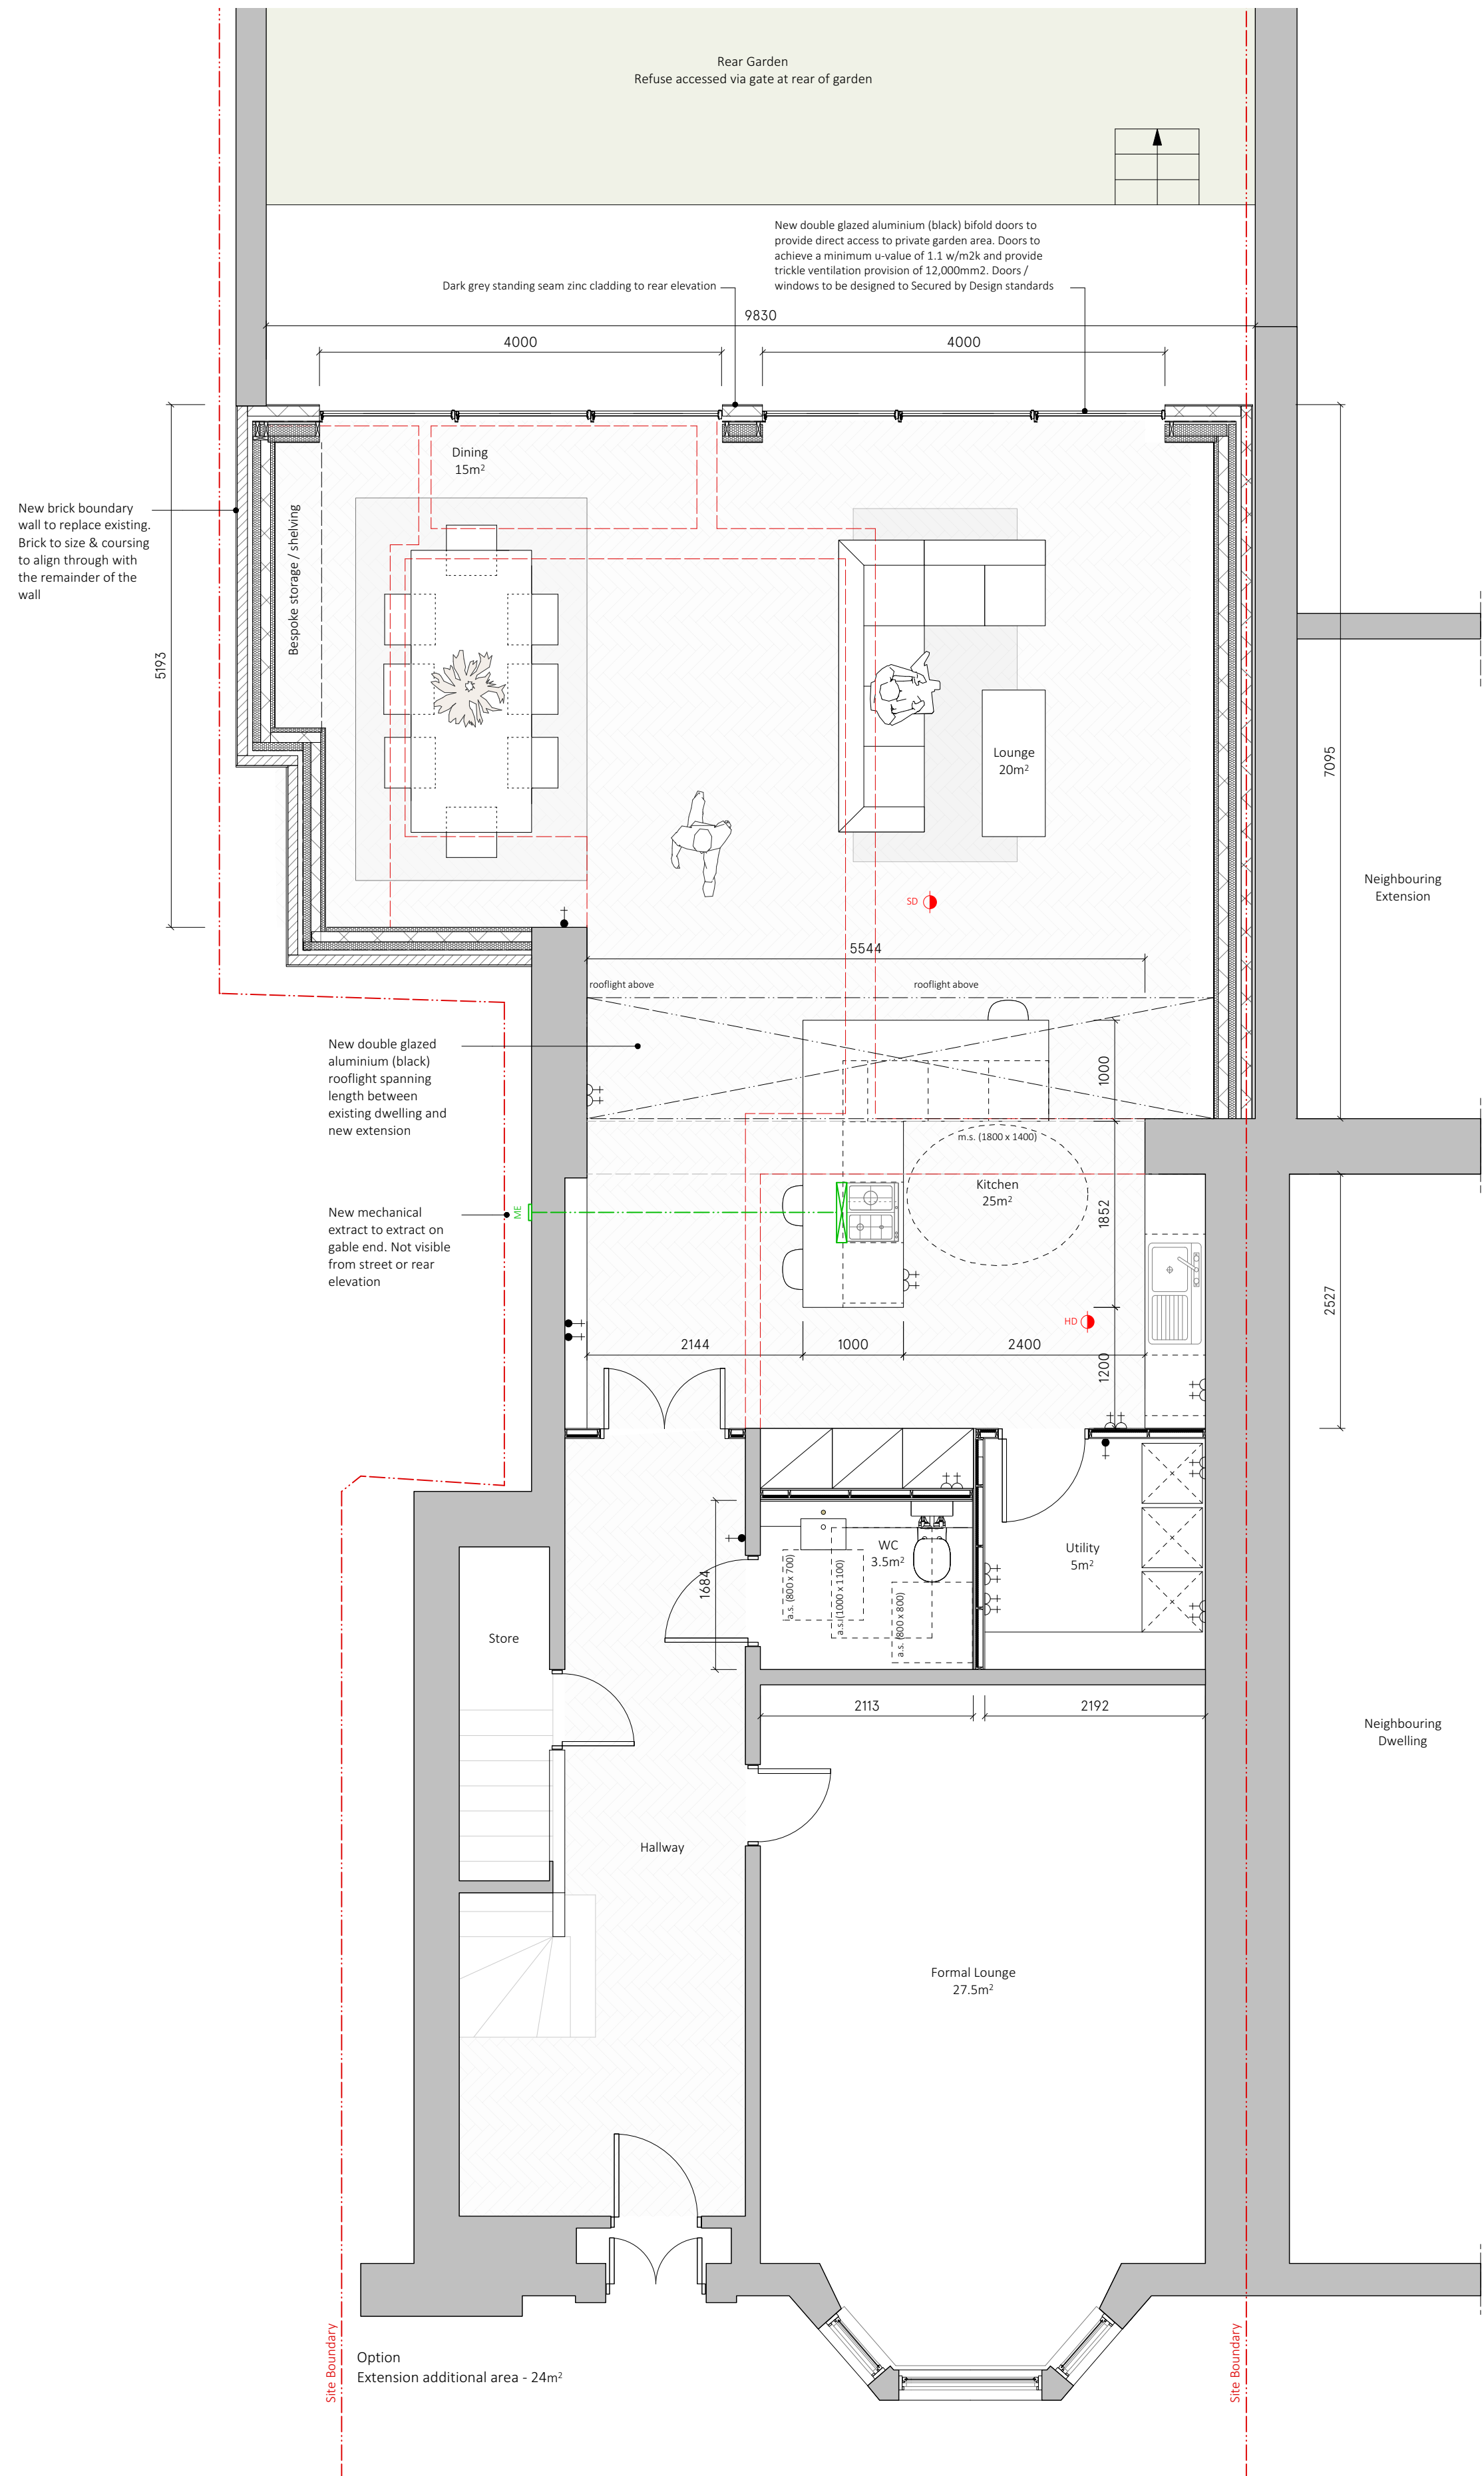 Rear Garden
Refuse accessed via gate at rear of garden
New double glazed aluminium (black) bifold doors to
provide direct access to private garden area. Doors to
achieve a minimum u-value of 1.1 w/m2k and provide
trickle ventilation provision of 12,000mm2. Doors /
windows to be designed to Secured by Design standards
Dark grey standing seam zinc cladding to rear elevation
9830
4000
4000
Dining
15m²
New brick boundary
wall to replace existing.
Brick to size & coursing
to align through with
the remainder of the
wall
Bespoke storage / shelving
5193
Lounge
20m²
7095
Neighbouring
Extension
SD
5544
rooflight above
rooflight above
New double glazed
aluminium (black)
rooflight spanning
length between
existing dwelling and
new extension
1000
m.s. (1800 x 1400)
Kitchen
25m²
New mechanical
extract to extract on
gable end. Not visible
from street or rear
elevation
ME
1852
2527
HD
2144
1000
2400
1200
WC
3.5m²
Utility
5m²
1684
a.s. (800 x 700)
a.s. (1000 x 1100)
a.s. (800 x 800)
Store
2113
2192
Neighbouring
Dwelling
Hallway
Formal Lounge
27.5m²
Site Boundary
Option
Extension additional area - 24m²
Site Boundary